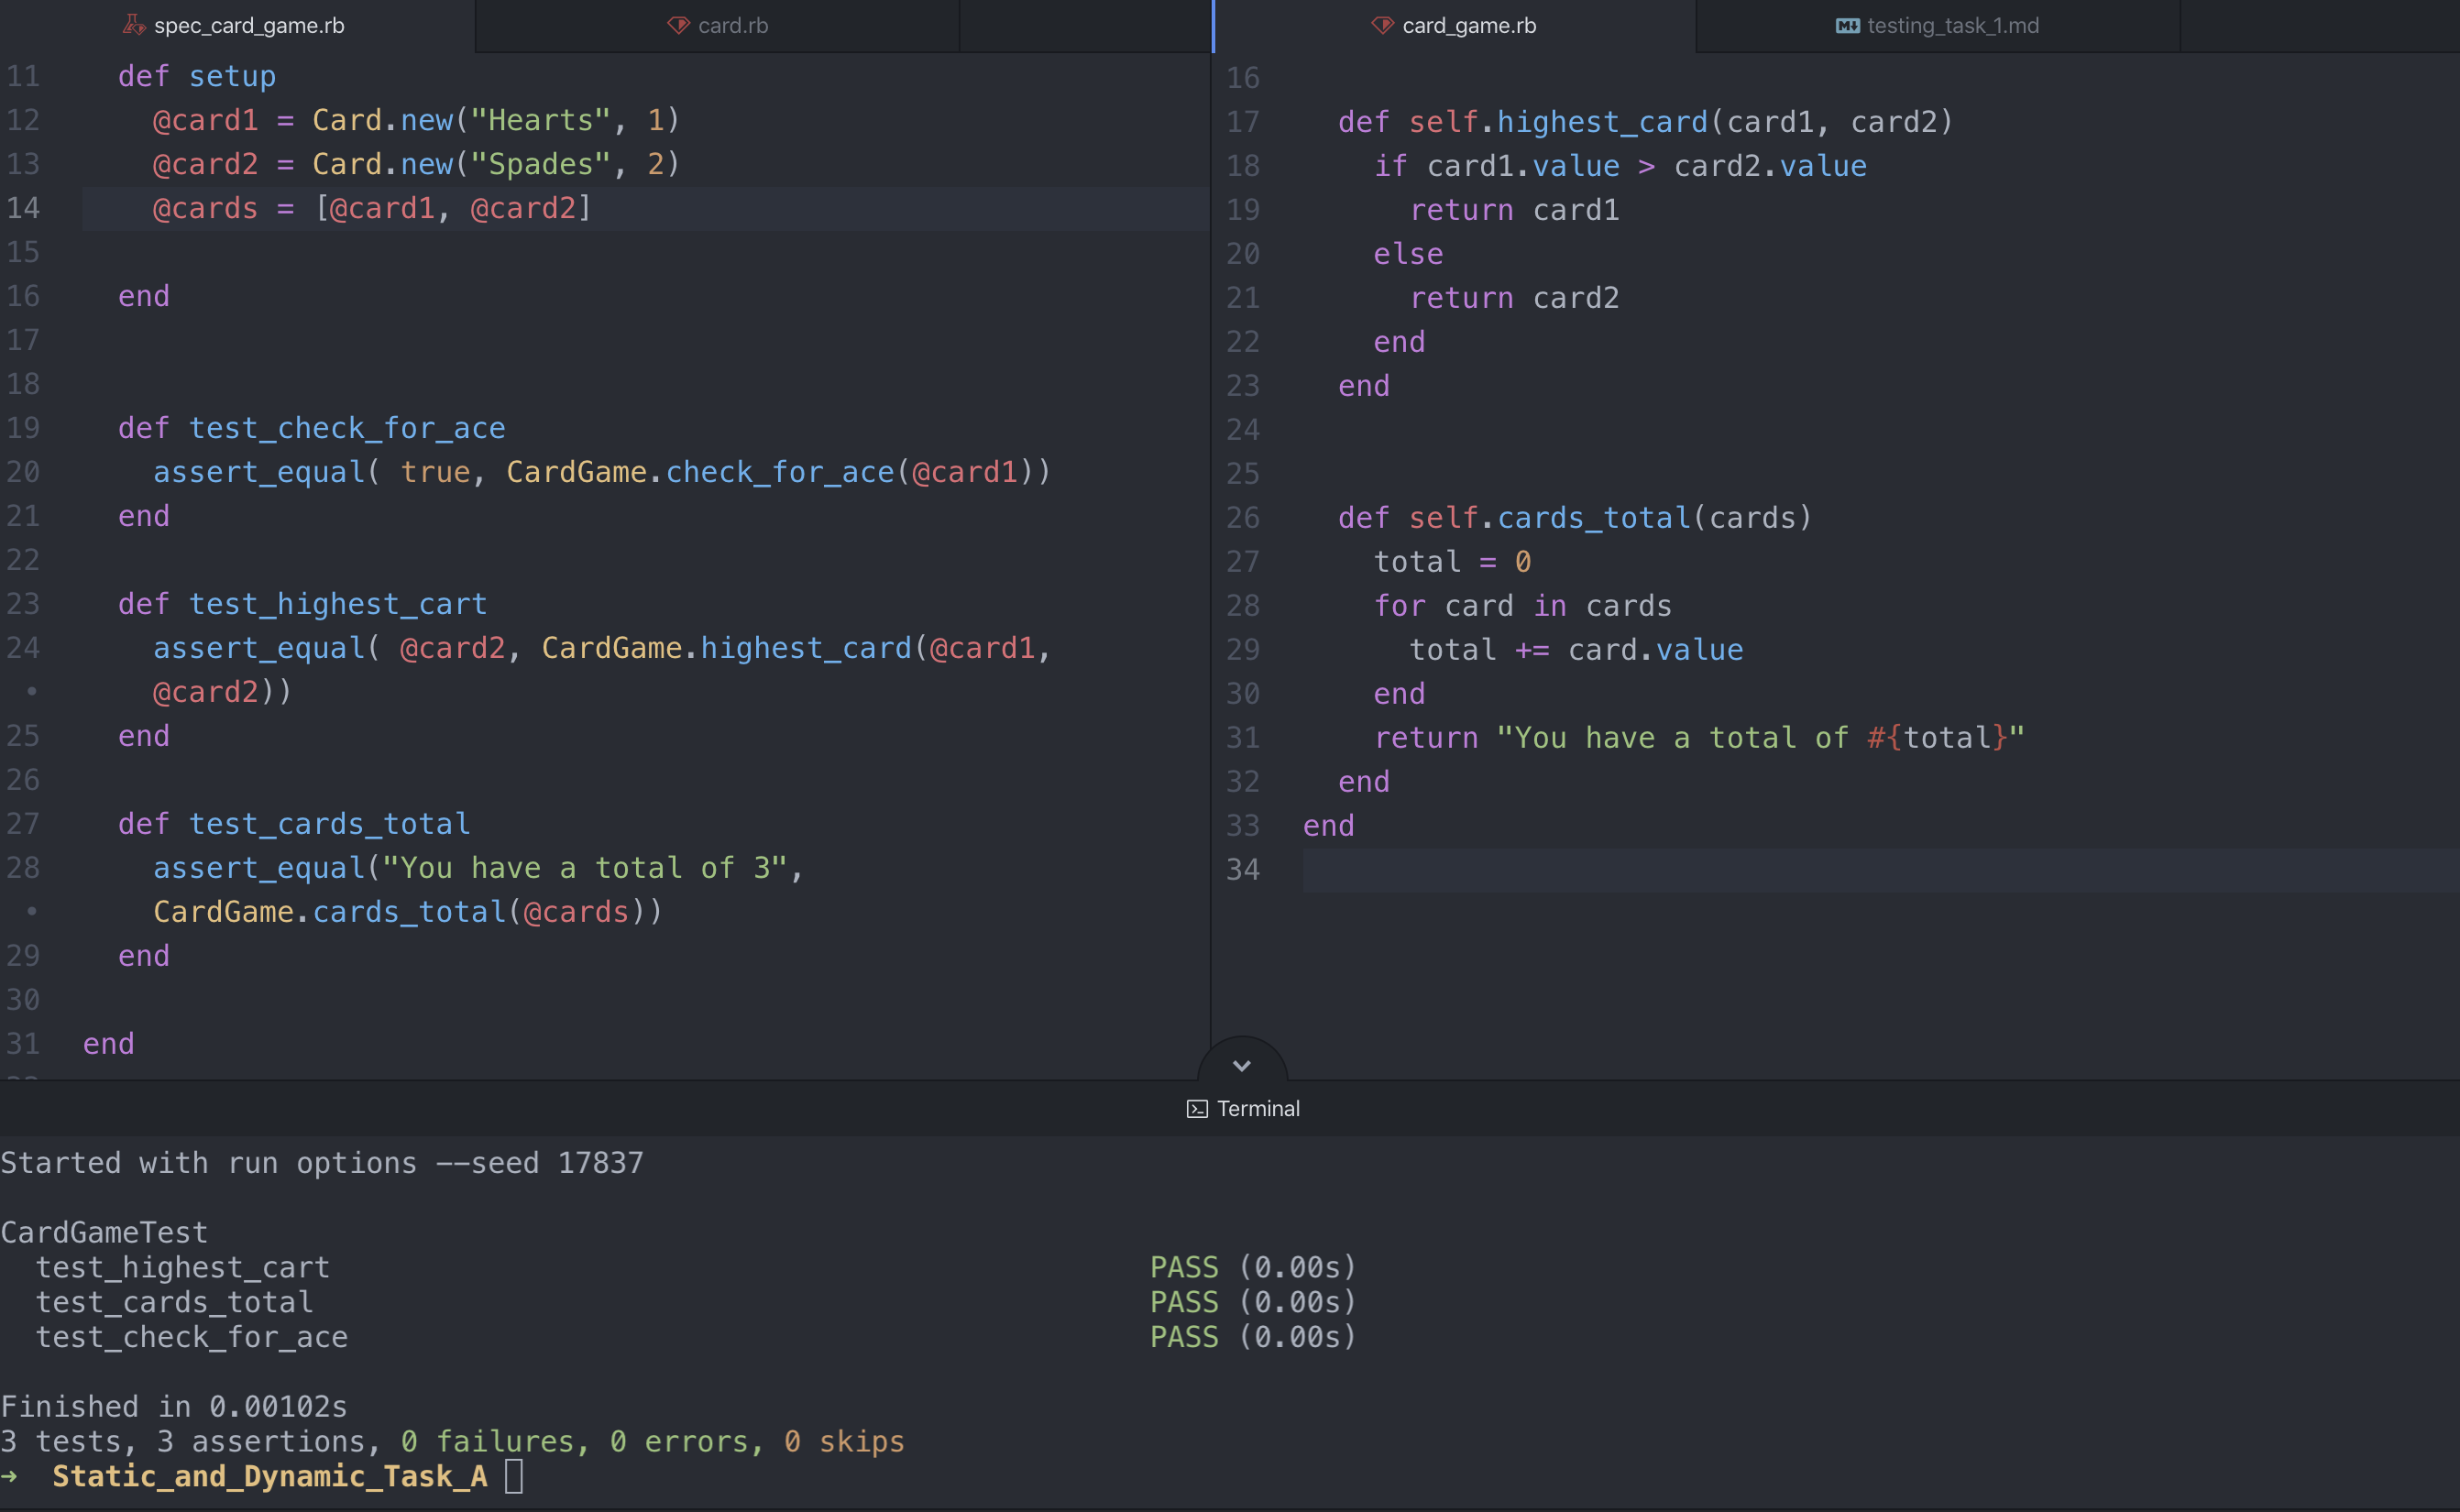 spec_card_game.rb
card.rb
11 def setup
12 @card1 = Card.new("Hearts", 1)
13 @card2 = Card.new("Spades", 2)
14 @cards = [@card1, @card2]
15
16 end
17
18
19 def test_check_for_ace
20 assert_equal( true, CardGame.check_for_ace(@card1))
21 end
22
23 def test_highest_cart
24 assert_equal( @card2, CardGame.highest_card(@card1,
• @card2))
25 end
26
27 def test_cards_total
28 assert_equal("You have a total of 3",
• CardGame.cards_total(@cards))
29 end
30
31 end
card_game.rb
testing_task_1.md
16
17 def self.highest_card(card1, card2)
18 if card1.value > card2.value
19 return card1
20 else
21 return card2
22 end
23 end
24
25
26 def self.cards_total(cards)
27 total = 0
28 for card in cards
29 total += card.value
30 end
31 return "You have a total of #{total}"
32 end
33 end
34
Terminal
Started with run options --seed 17837
CardGameTest
test_highest_cart PASS (0.00s)
test_cards_total PASS (0.00s)
test_check_for_ace PASS (0.00s)
Finished in 0.00102s
3 tests, 3 assertions, 0 failures, 0 errors, 0 skips
➜ Static_and_Dynamic_Task_A